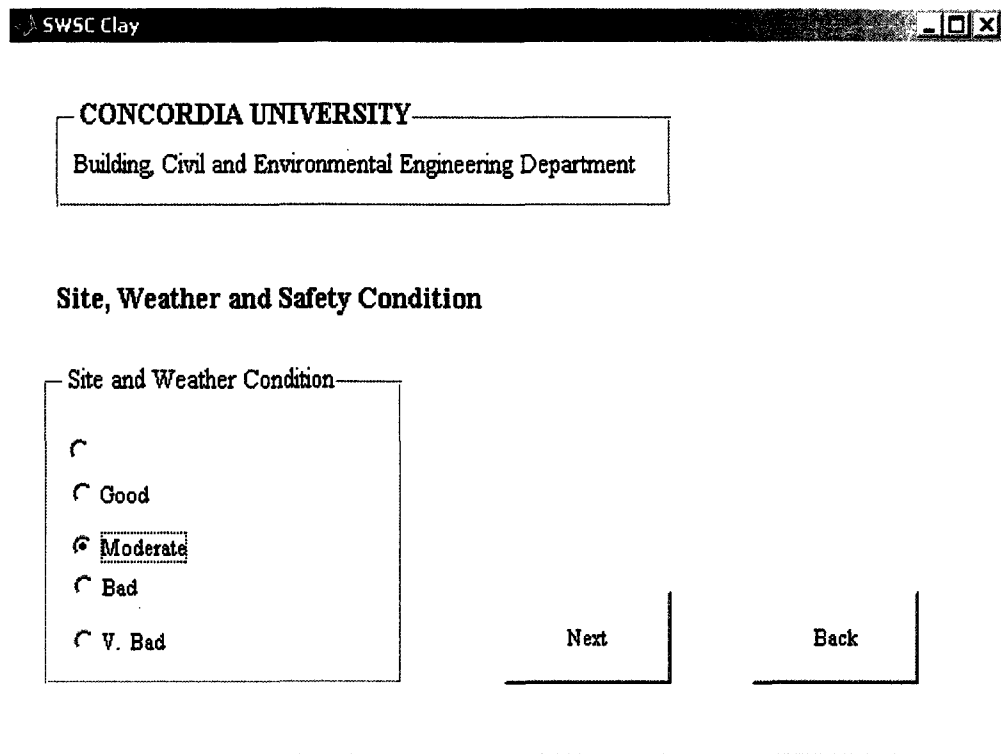 SWSC Clay
CONCORDIA UNIVERSITY
Building, Civil and Environmental Engineering Department
Site, Weather and Safety Condition
Site and Weather Condition
Good
Moderate
Bad
V. Bad
Next
Back